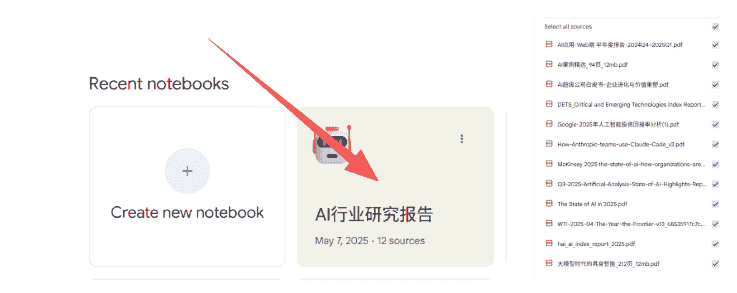 Recent notebooks
Create new notebook
AI行业研究报告
May 7, 2025 · 12 sources
Select all sources
AI应用-Web端 半年度报告-2024Q4-2025Q1.pdf
AI案例精选_94页_12mb.pdf
AI超级公司白皮书-企业进化与价值重塑.pdf
DETS_Critical and Emerging Technologies Index Report...
Google-2025年人工智能投资回报率分析(1).pdf
How-Anthropic-teams-use-Claude-Code_v2.pdf
McKinsey 2025 the-state-of-ai-how-organizations-are...
Q3-2025-Artificial-Analysis-State-of-AI-Highlights-Rep...
The State of AI in 2025.pdf
hai_ai_index_report_2025.pdf
大模型时代的具身智能_212页_12mb.pdf